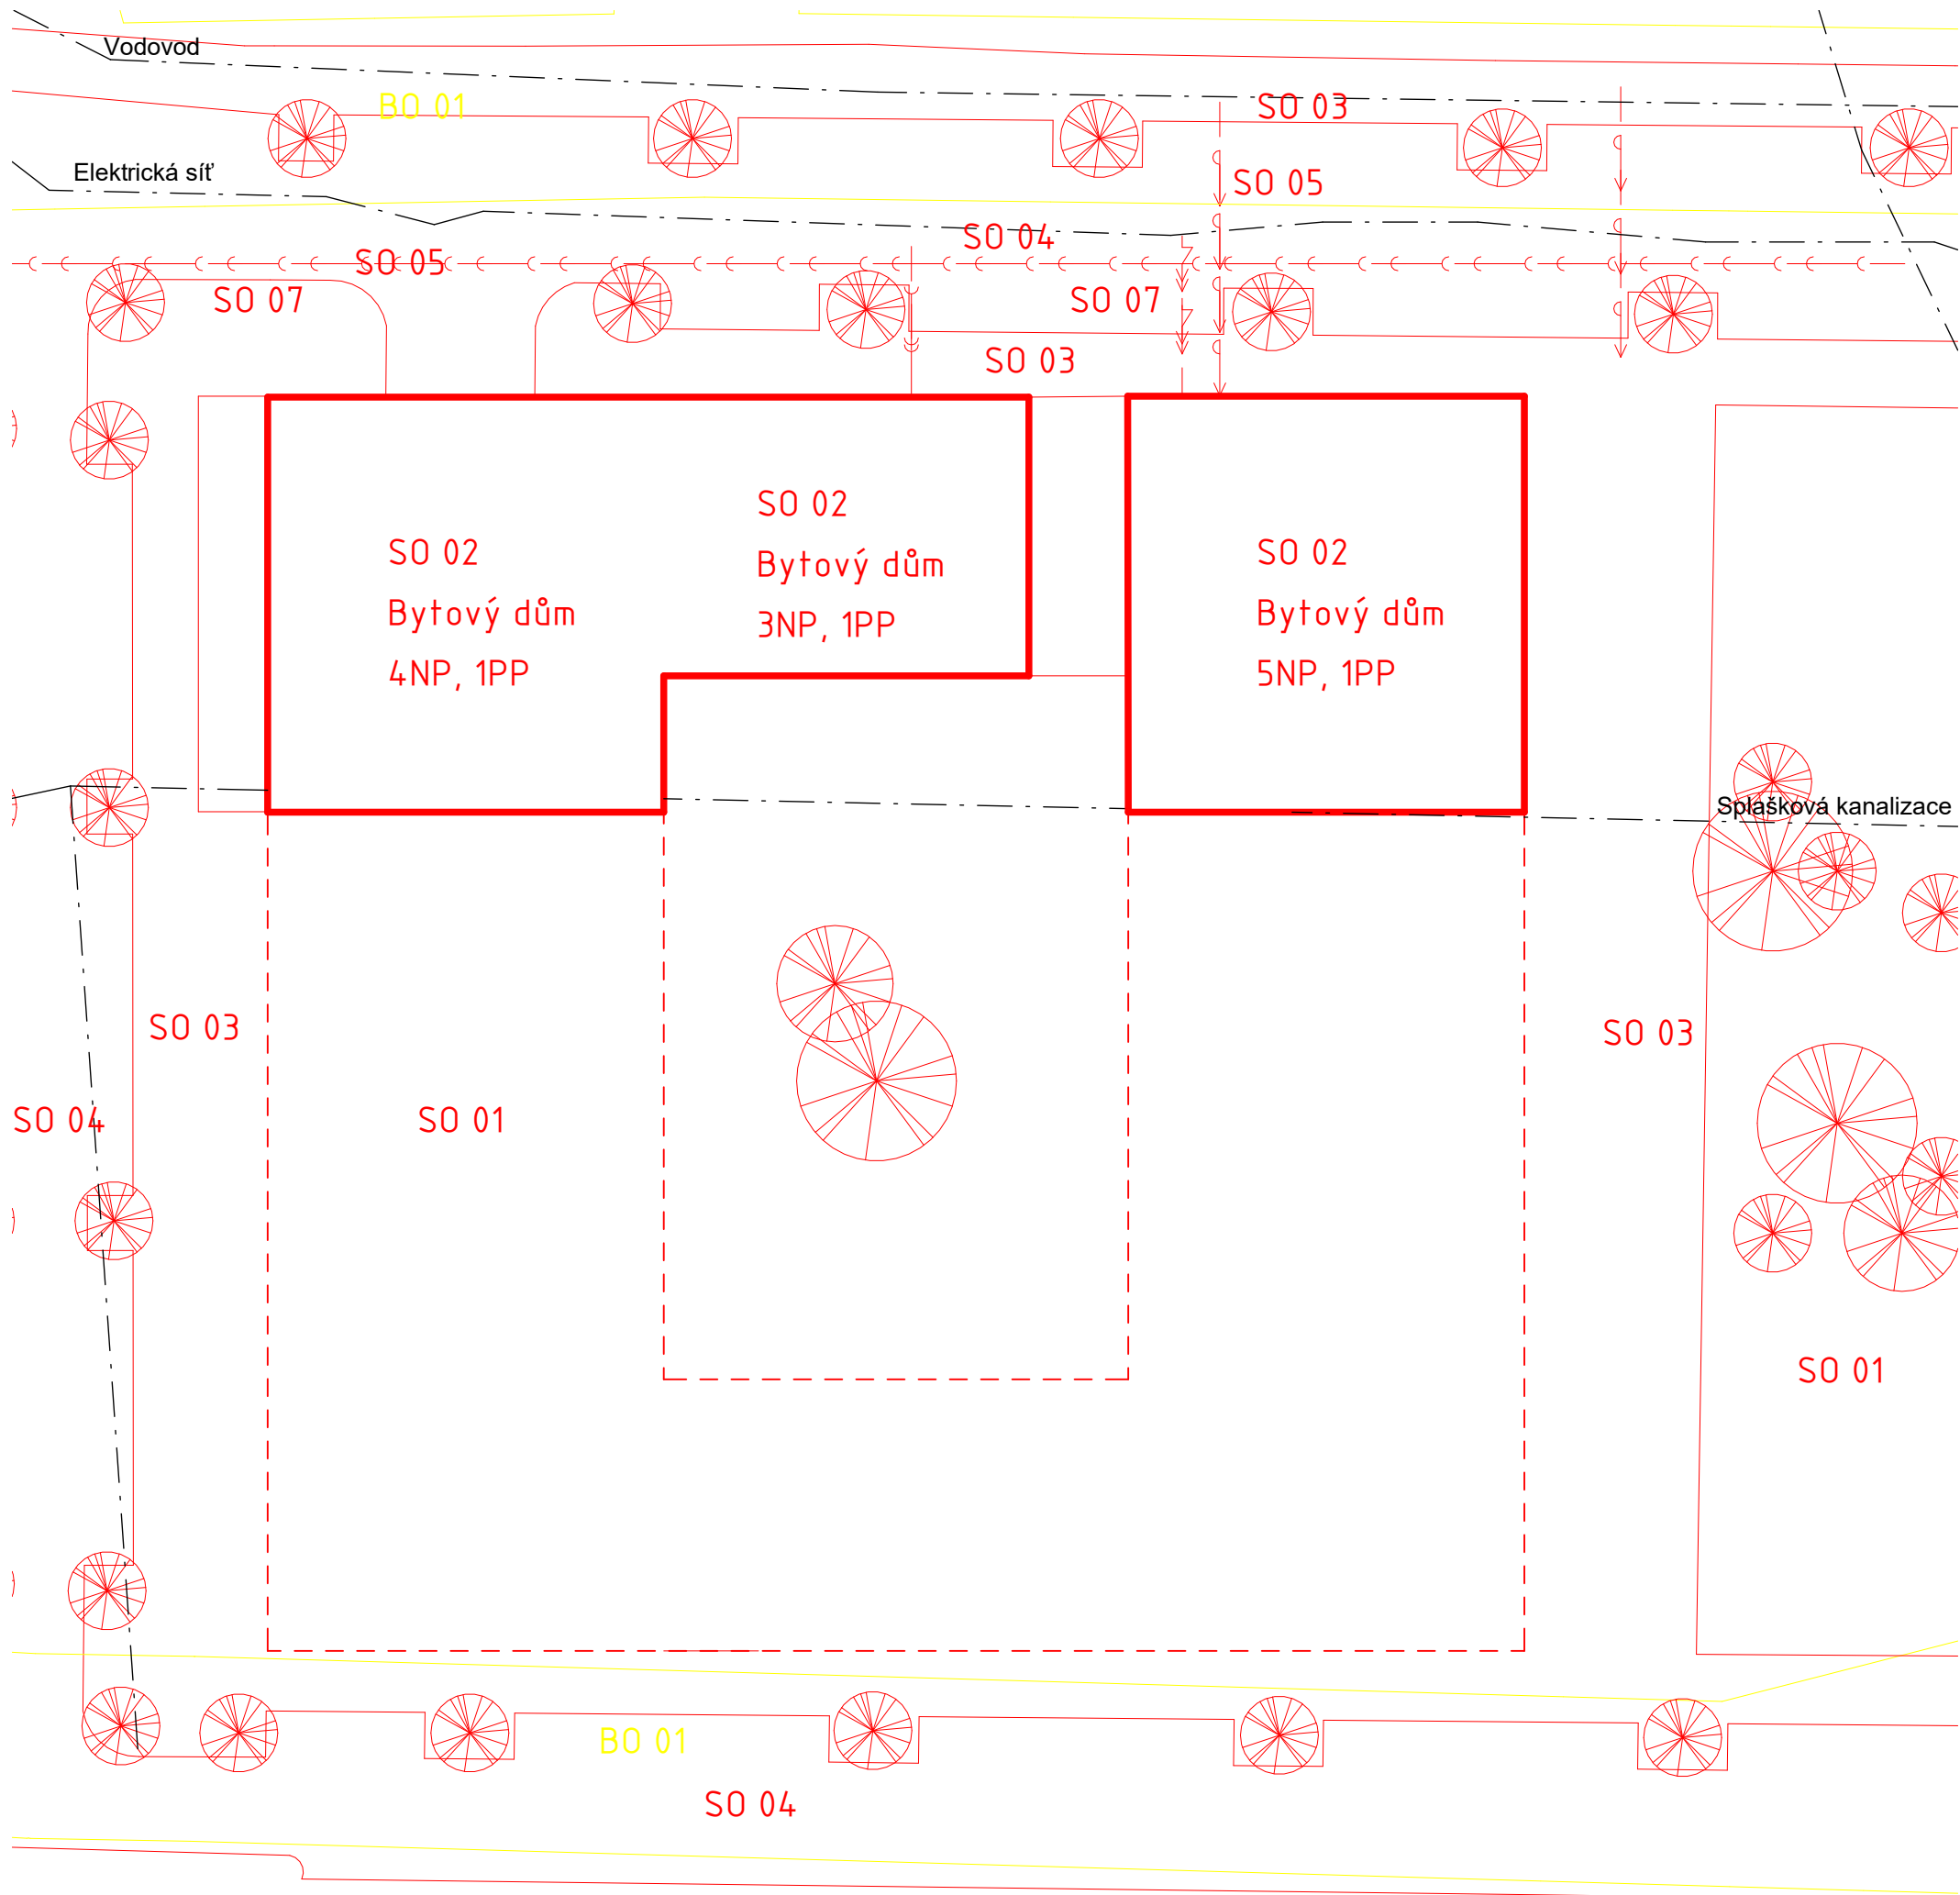 Vodovod
BO 01
SO 03
Elektrická síť
SO 05
SO 04
SO 05
SO 07
SO 07
SO 03
SO 02
Bytový dům
4NP, 1PP
SO 02
Bytový dům
3NP, 1PP
SO 02
Bytový dům
5NP, 1PP
Splašková kanalizace
SO 03
SO 03
SO 04
SO 01
SO 01
BO 01
SO 04